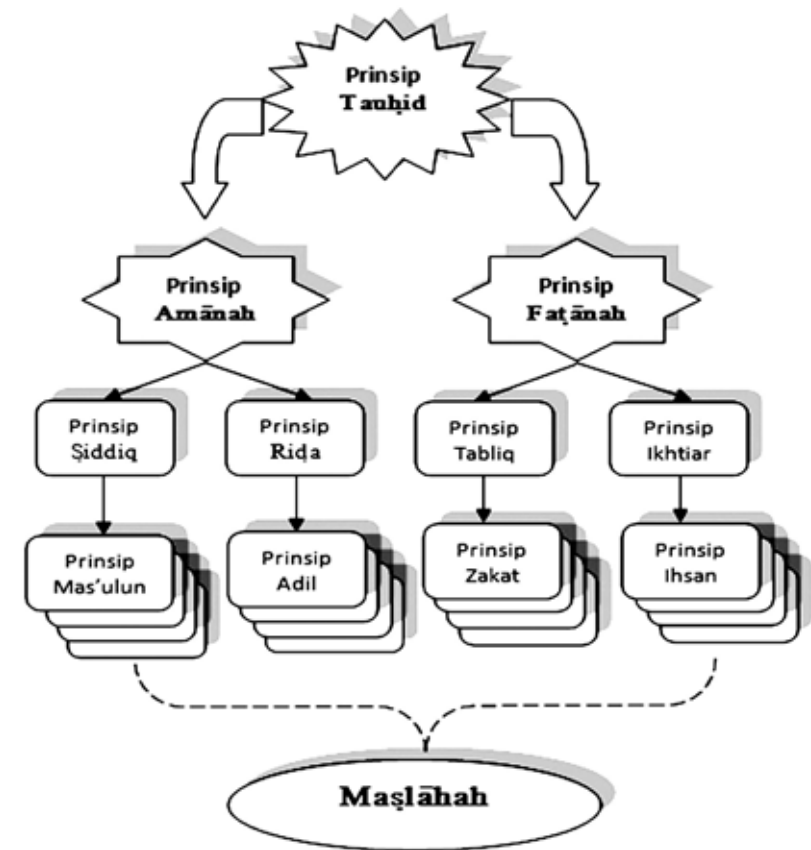 Prinsip
Tauḥid
Prinsip
Amānah
Prinsip
Faṭānah
Prinsip
Ṣiddiq
Prinsip
Riḍa
Prinsip
Tabliq
Prinsip
Ikhtiar
Prinsip
Mas'ulun
Prinsip
Adil
Prinsip
Zakat
Prinsip
Ihsan
Maṣlāhah